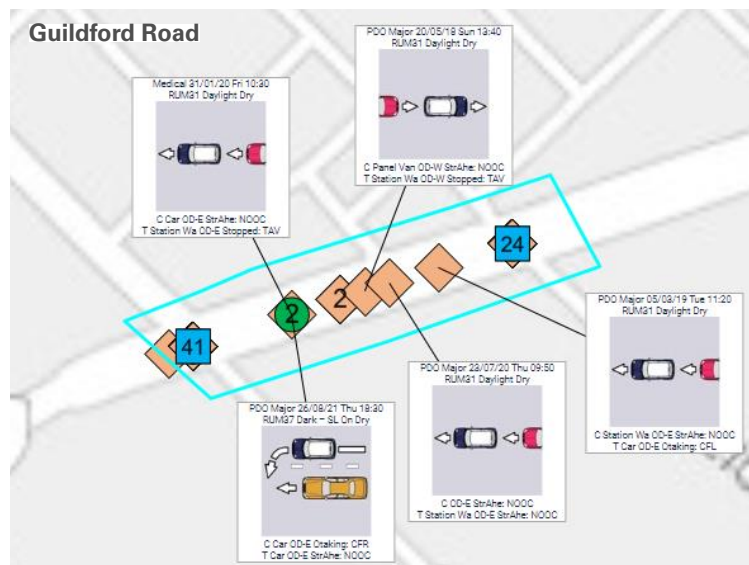 Guildford Road
PDO Major 20/05/18 Sun 13:40
RUM31 Daylight Dry
C Panel Van OD-W StrAhe: NOOC
T Station Wa OD-W Stopped: TAV
Medical 31/01/20 Fri 10:30
RUM31 Daylight Dry
C Car OD-E StrAhe: NOOC
T Station Wa OD-E Stopped: TAV
24
2
2
41
PDO Major 05/03/19 Tue 11:20
RUM31 Daylight Dry
C Station Wa OD-E StrAhe: NOOC
T Car OD-E Otaking: CFL
PDO Major 23/07/20 Thu 09:50
RUM31 Daylight Dry
C OD-E StrAhe: NOOC
T Station Wa OD-E StrAhe: NOOC
PDO Major 26/08/21 Thu 18:30
RUM37 Dark – SL On Dry
C Car OD-E Otaking: CFR
T Car OD-E StrAhe: NOOC